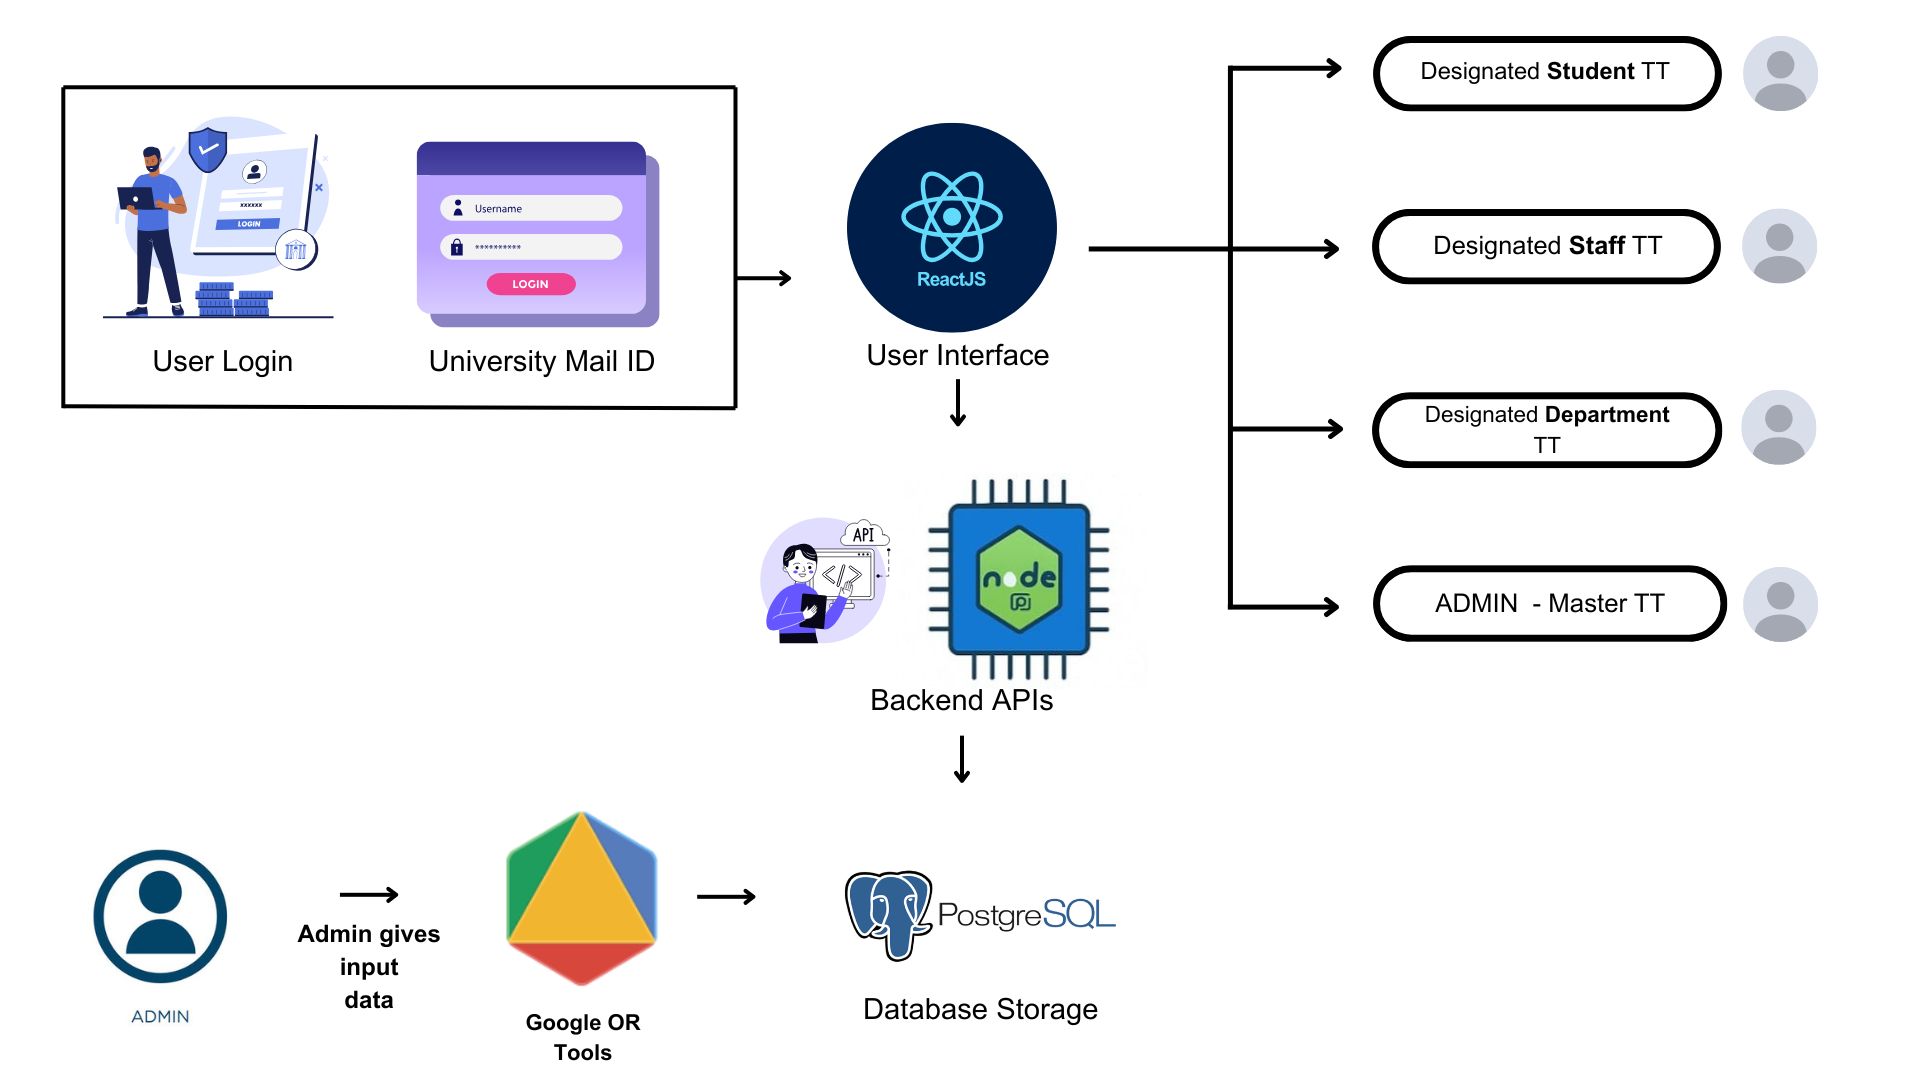 xxxxxx
LOGIN
User Login
Username
**********
LOGIN
University Mail ID
ReactJS
User Interface
Designated Student TT
Designated Staff TT
Designated Department
TT
ADMIN - Master TT
API
</>
node
Backend APIs
ADMIN
Admin gives
input
data
Google OR
Tools
PostgreSQL
Database Storage